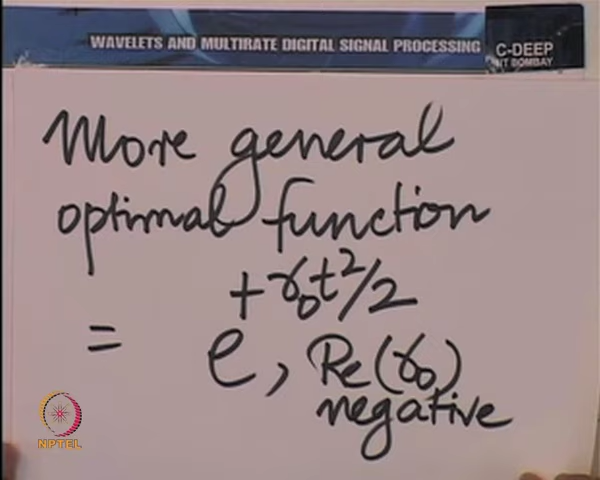 WAVELETS AND MULTIRATE DIGITAL SIGNAL PROCESSING
C-DEEP
IIT BOMBAY
More general
optimal function
+γ₀t²/2
= e, Re(γ₀)
negative
NPTEL